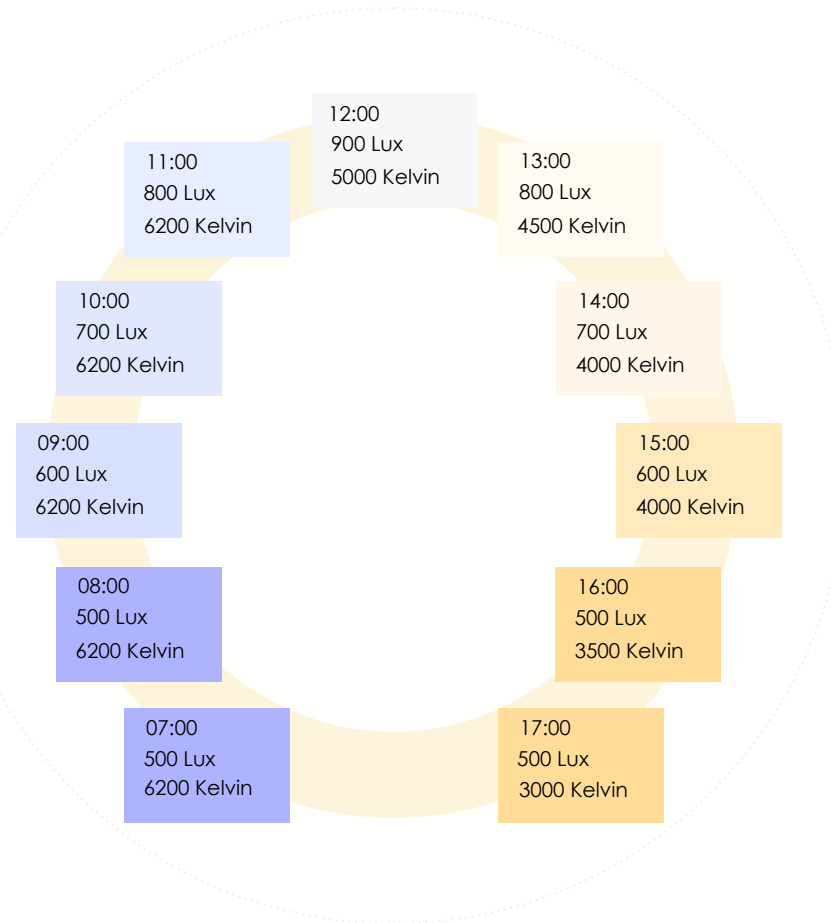 12:00
900 Lux
5000 Kelvin
11:00
800 Lux
6200 Kelvin
13:00
800 Lux
4500 Kelvin
10:00
700 Lux
6200 Kelvin
14:00
700 Lux
4000 Kelvin
09:00
600 Lux
6200 Kelvin
15:00
600 Lux
4000 Kelvin
08:00
500 Lux
6200 Kelvin
16:00
500 Lux
3500 Kelvin
07:00
500 Lux
6200 Kelvin
17:00
500 Lux
3000 Kelvin